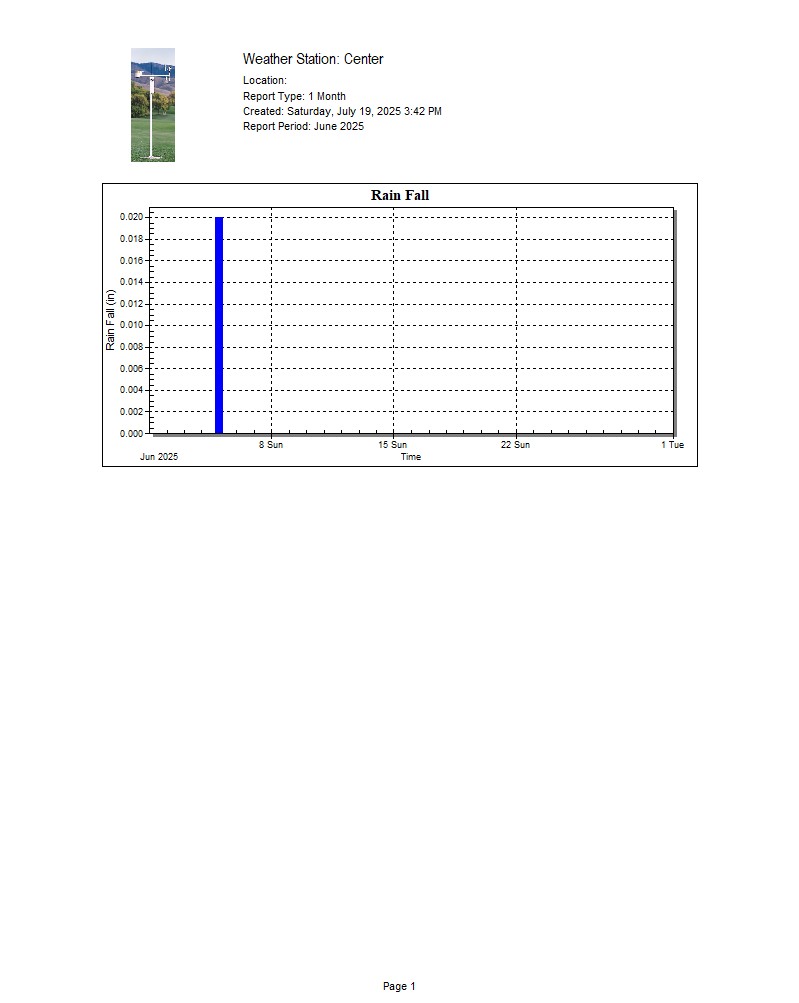 Weather Station: Center
Location:
Report Type: 1 Month
Created: Saturday, July 19, 2025 3:42 PM
Report Period: June 2025
Rain Fall
Rain Fall (in)
0.020
0.018
0.016
0.014
0.012
0.010
0.008
0.006
0.004
0.002
0.000
8 Sun 15 Sun 22 Sun 1 Tue
Jun 2025 Time
Page 1